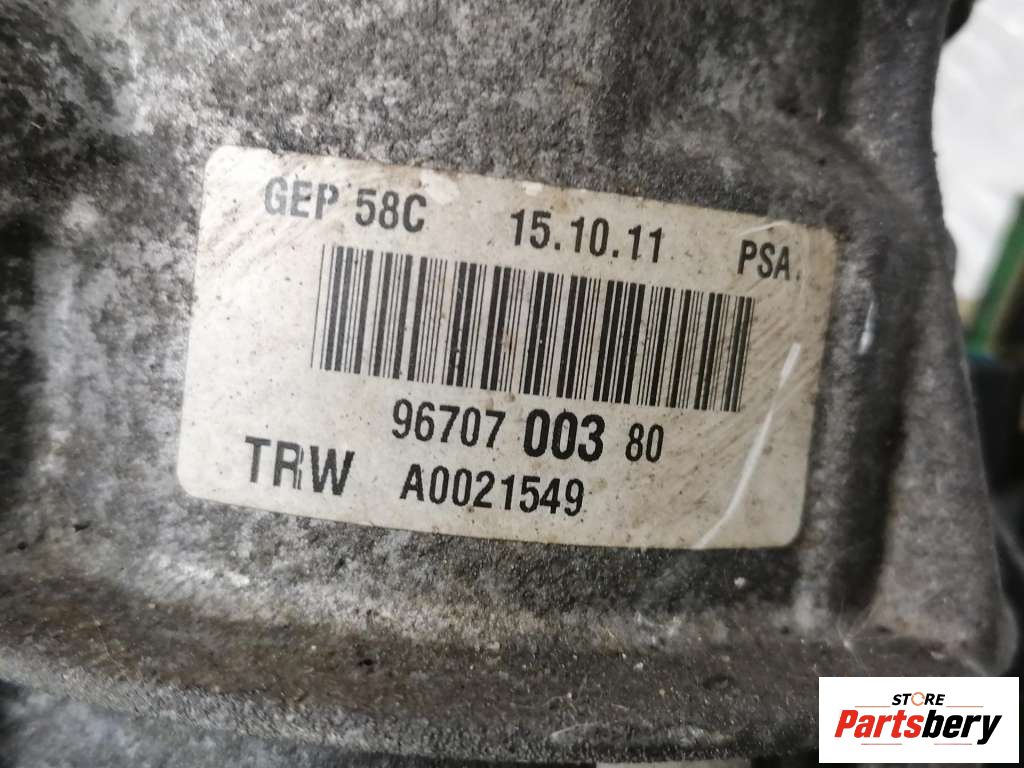 GEP 58C 15.10.11 PSA.
96707 003 80
TRW A0021549
STORE
Partsbery